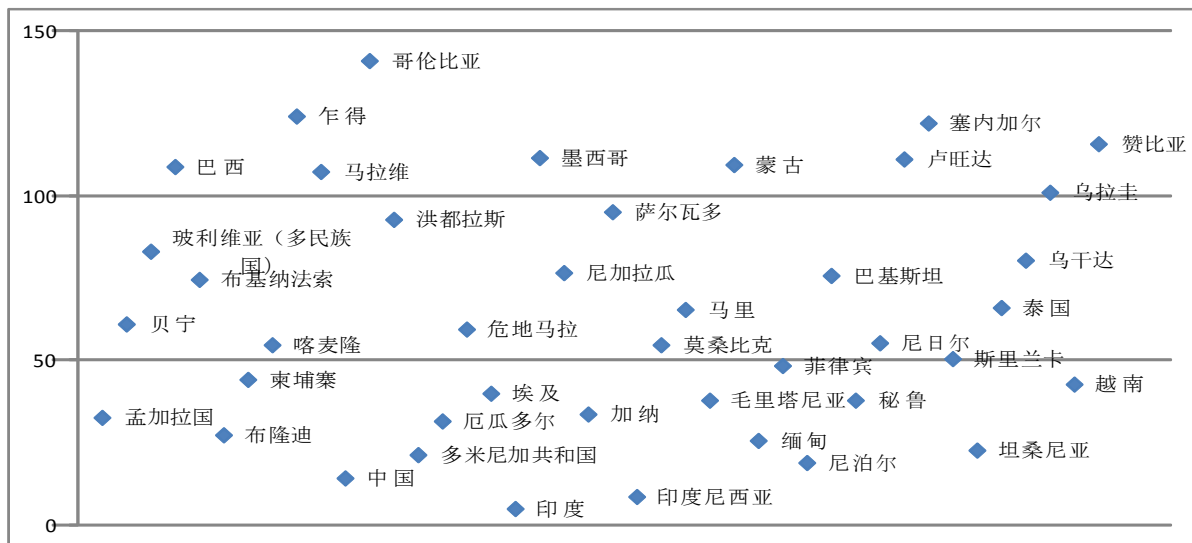 150
哥伦比亚
乍得
塞内加尔
赞比亚
墨西哥
卢旺达
巴西
马拉维
蒙古
100
乌拉圭
萨尔瓦多
洪都拉斯
玻利维亚（多民族
国）
乌干达
布基纳法索
尼加拉瓜
巴基斯坦
马里
泰国
贝宁
危地马拉
喀麦隆
莫桑比克
尼日尔
50
斯里兰卡
菲律宾
柬埔寨
越南
埃及
毛里塔尼亚
秘鲁
孟加拉国
厄瓜多尔
加纳
布隆迪
缅甸
多米尼加共和国
尼泊尔
坦桑尼亚
中国
印度尼西亚
印度
0